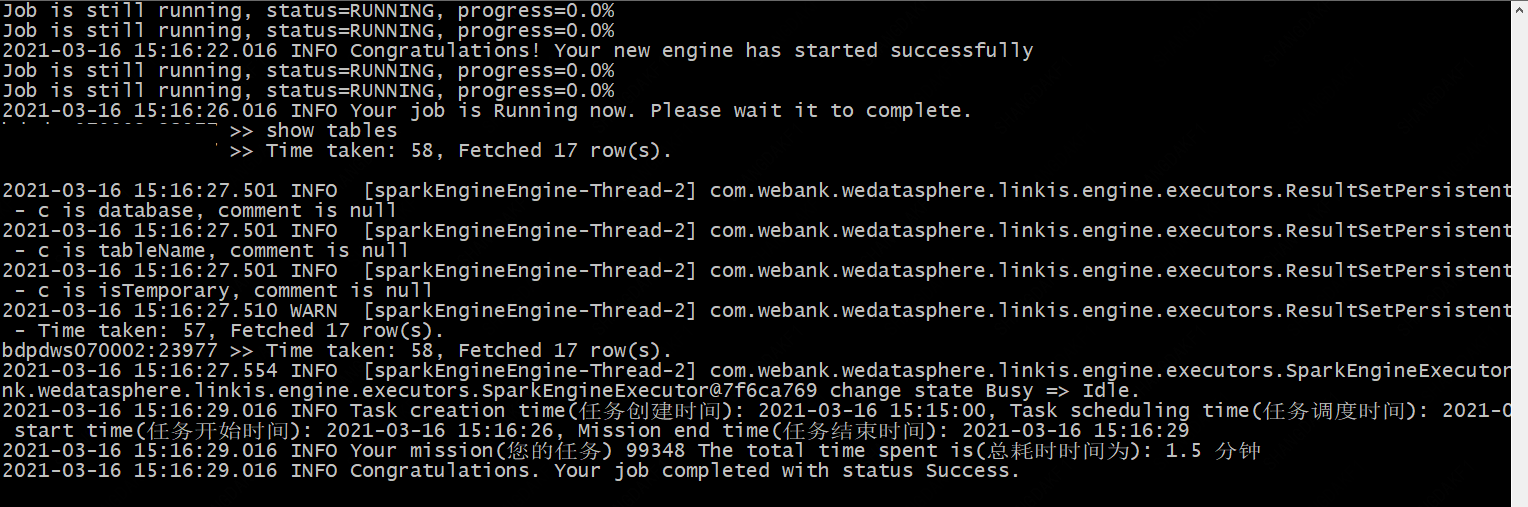 Job is still running, status=RUNNING, progress=0.0%
Job is still running, status=RUNNING, progress=0.0%
2021-03-16 15:16:22.016 INFO Congratulations! Your new engine has started successfully
Job is still running, status=RUNNING, progress=0.0%
Job is still running, status=RUNNING, progress=0.0%
2021-03-16 15:16:26.016 INFO Your job is Running now. Please wait it to complete.
>> show tables
>> Time taken: 58, Fetched 17 row(s).
2021-03-16 15:16:27.501 INFO  [sparkEngineEngine-Thread-2] com.webank.wedatasphere.linkis.engine.executors.ResultSetPersistent
- c is database, comment is null
2021-03-16 15:16:27.501 INFO  [sparkEngineEngine-Thread-2] com.webank.wedatasphere.linkis.engine.executors.ResultSetPersistent
- c is tableName, comment is null
2021-03-16 15:16:27.501 INFO  [sparkEngineEngine-Thread-2] com.webank.wedatasphere.linkis.engine.executors.ResultSetPersistent
- c is isTemporary, comment is null
2021-03-16 15:16:27.510 WARN  [sparkEngineEngine-Thread-2] com.webank.wedatasphere.linkis.engine.executors.ResultSetPersistent
- Time taken: 57, Fetched 17 row(s).
bdpdws070002:23977 >> Time taken: 58, Fetched 17 row(s).
2021-03-16 15:16:27.554 INFO  [sparkEngineEngine-Thread-2] com.webank.wedatasphere.linkis.engine.executors.SparkEngineExecutor
nk.wedatasphere.linkis.engine.executors.SparkEngineExecutor@7f6ca769 change state Busy => Idle.
2021-03-16 15:16:29.016 INFO Task creation time(任务创建时间): 2021-03-16 15:15:00, Task scheduling time(任务调度时间): 2021-0
start time(任务开始时间): 2021-03-16 15:16:26, Mission end time(任务结束时间): 2021-03-16 15:16:29
2021-03-16 15:16:29.016 INFO Your mission(您的任务) 99348 The total time spent is(总耗时时间为): 1.5 分钟
2021-03-16 15:16:29.016 INFO Congratulations. Your job completed with status Success.